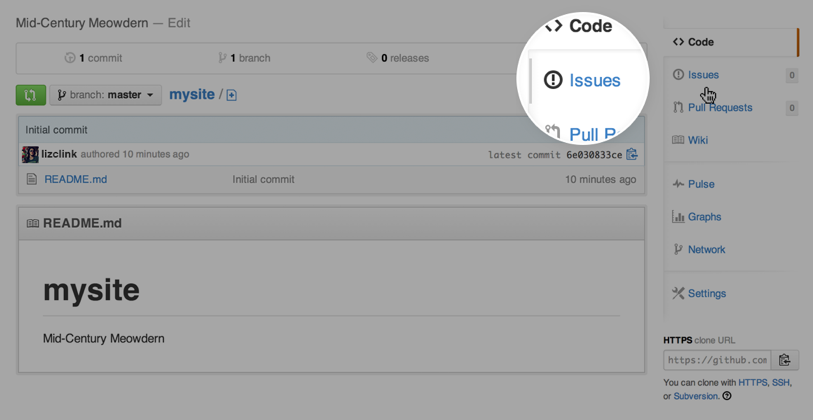 Mid-Century Meowdern — Edit
1 commit
1 branch
0 releases
Code
Issues
Pull R
branch: master
mysite /
Initial commit
lizclink authored 10 minutes ago
latest commit 6e030833ce
README.md Initial commit 10 minutes ago
README.md
mysite
Mid-Century Meowdern
Code
Issues 0
Pull Requests 0
Wiki
Pulse
Graphs
Network
Settings
HTTPS clone URL
https://github.com
You can clone with HTTPS, SSH,
or Subversion.